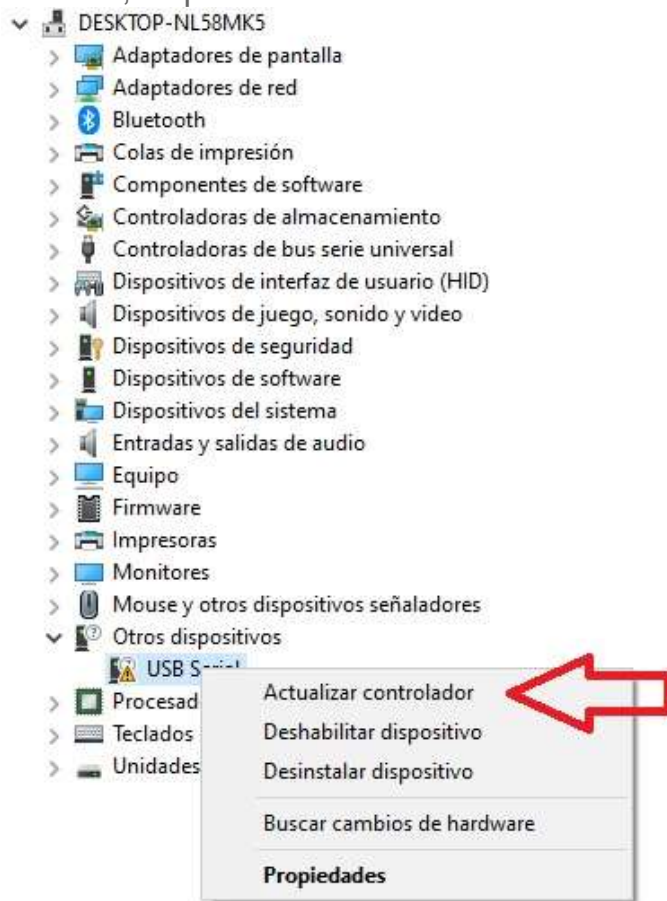 DESKTOP-NL58MK5
Adaptadores de pantalla
Adaptadores de red
Bluetooth
Colas de impresión
Componentes de software
Controladoras de almacenamiento
Controladoras de bus serie universal
Dispositivos de interfaz de usuario (HID)
Dispositivos de juego, sonido y video
Dispositivos de seguridad
Dispositivos de software
Dispositivos del sistema
Entradas y salidas de audio
Equipo
Firmware
Impresoras
Monitores
Mouse y otros dispositivos señaladores
Otros dispositivos
USB Serial
Procesad
Teclados
Unidades
Actualizar controlador
Deshabilitar dispositivo
Desinstalar dispositivo
Buscar cambios de hardware
Propiedades